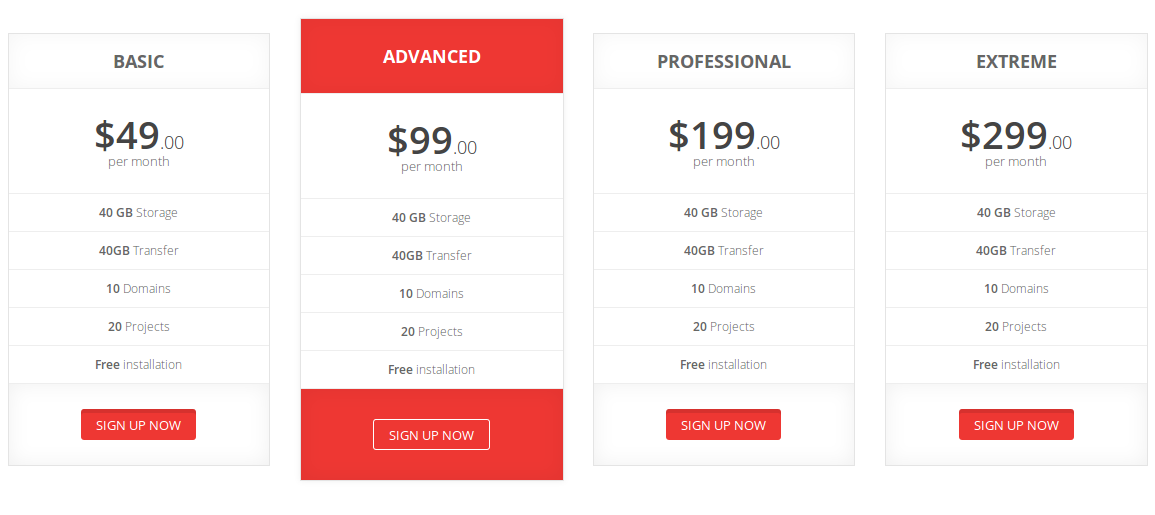 BASIC
$49.00
per month
40 GB Storage
40GB Transfer
10 Domains
20 Projects
Free installation
SIGN UP NOW
ADVANCED
$99.00
per month
40 GB Storage
40GB Transfer
10 Domains
20 Projects
Free installation
SIGN UP NOW
PROFESSIONAL
$199.00
per month
40 GB Storage
40GB Transfer
10 Domains
20 Projects
Free installation
SIGN UP NOW
EXTREME
$299.00
per month
40 GB Storage
40GB Transfer
10 Domains
20 Projects
Free installation
SIGN UP NOW